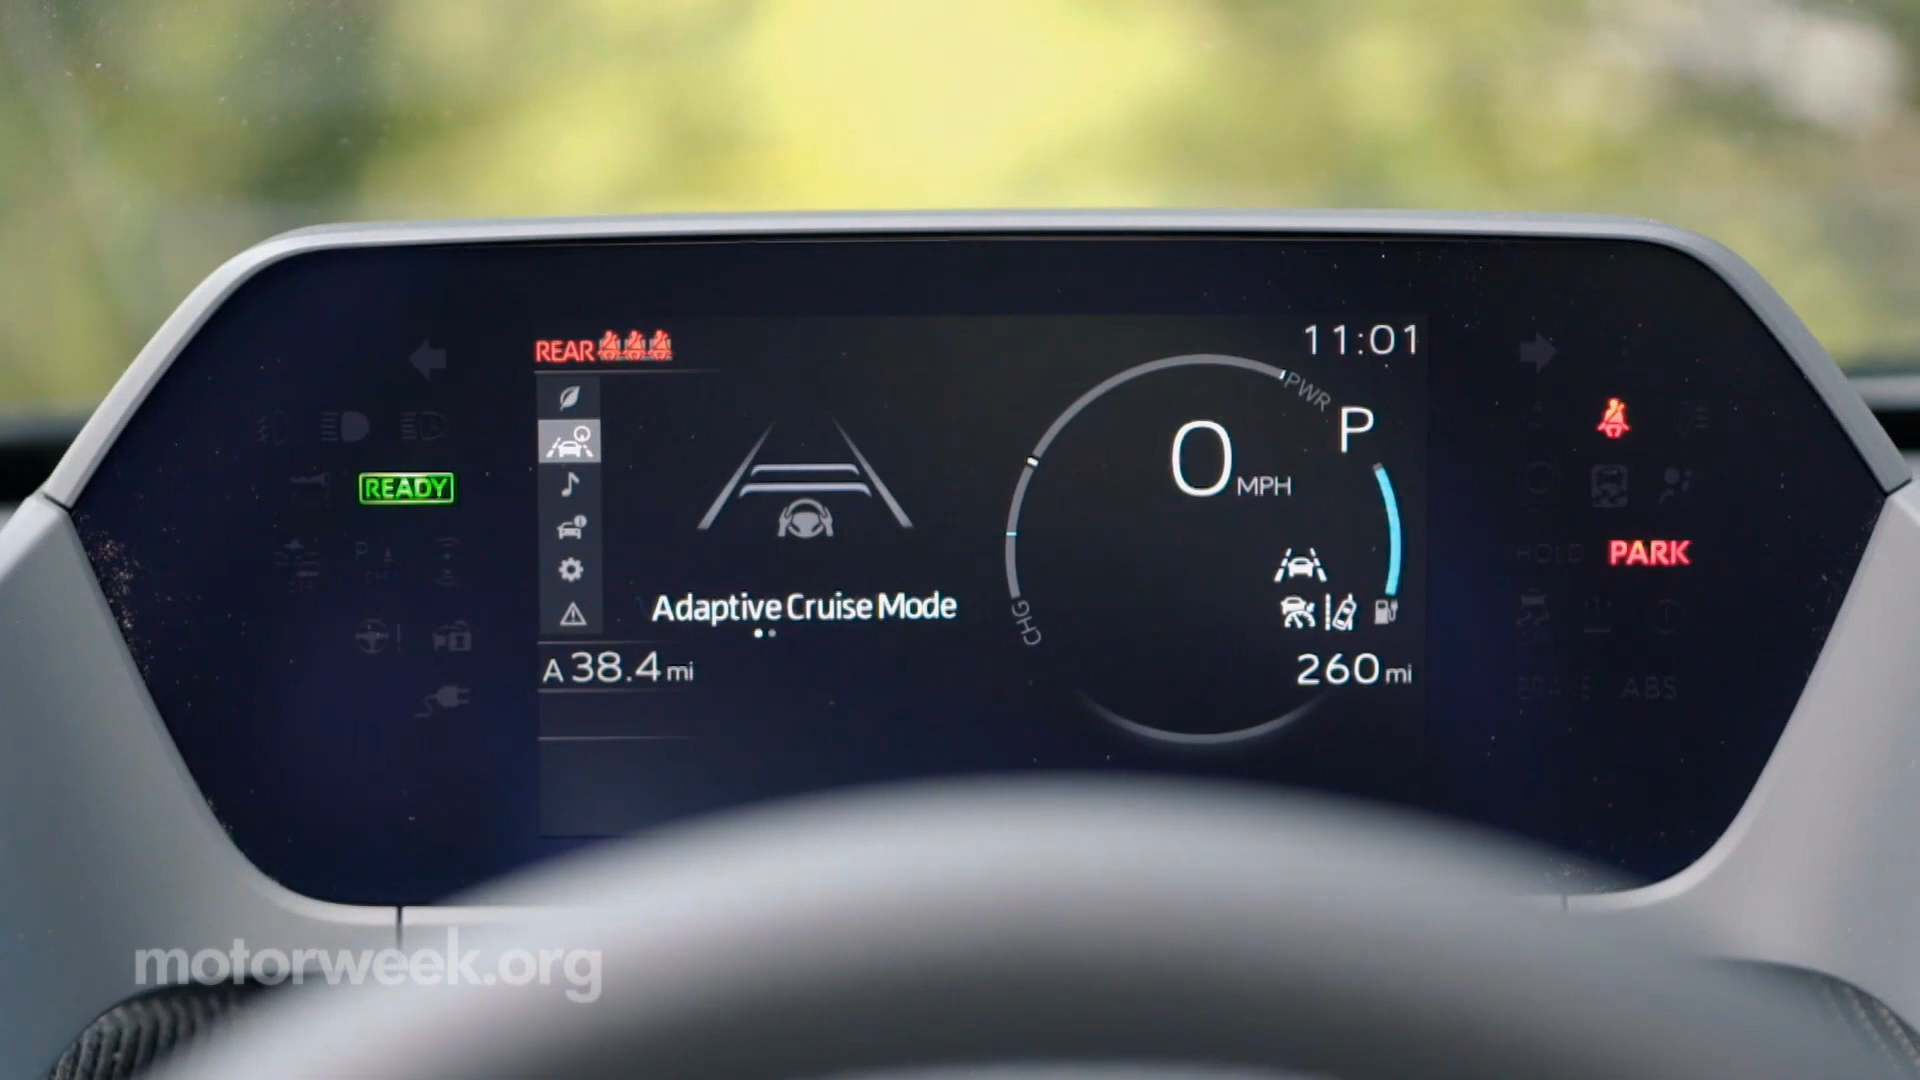 REAR
11:01
PWR
P
0 MPH
READY
HOLD PARK
Adaptive Cruise Mode
CHG
A 38.4 mi
260 mi
ABS
motorweek.org